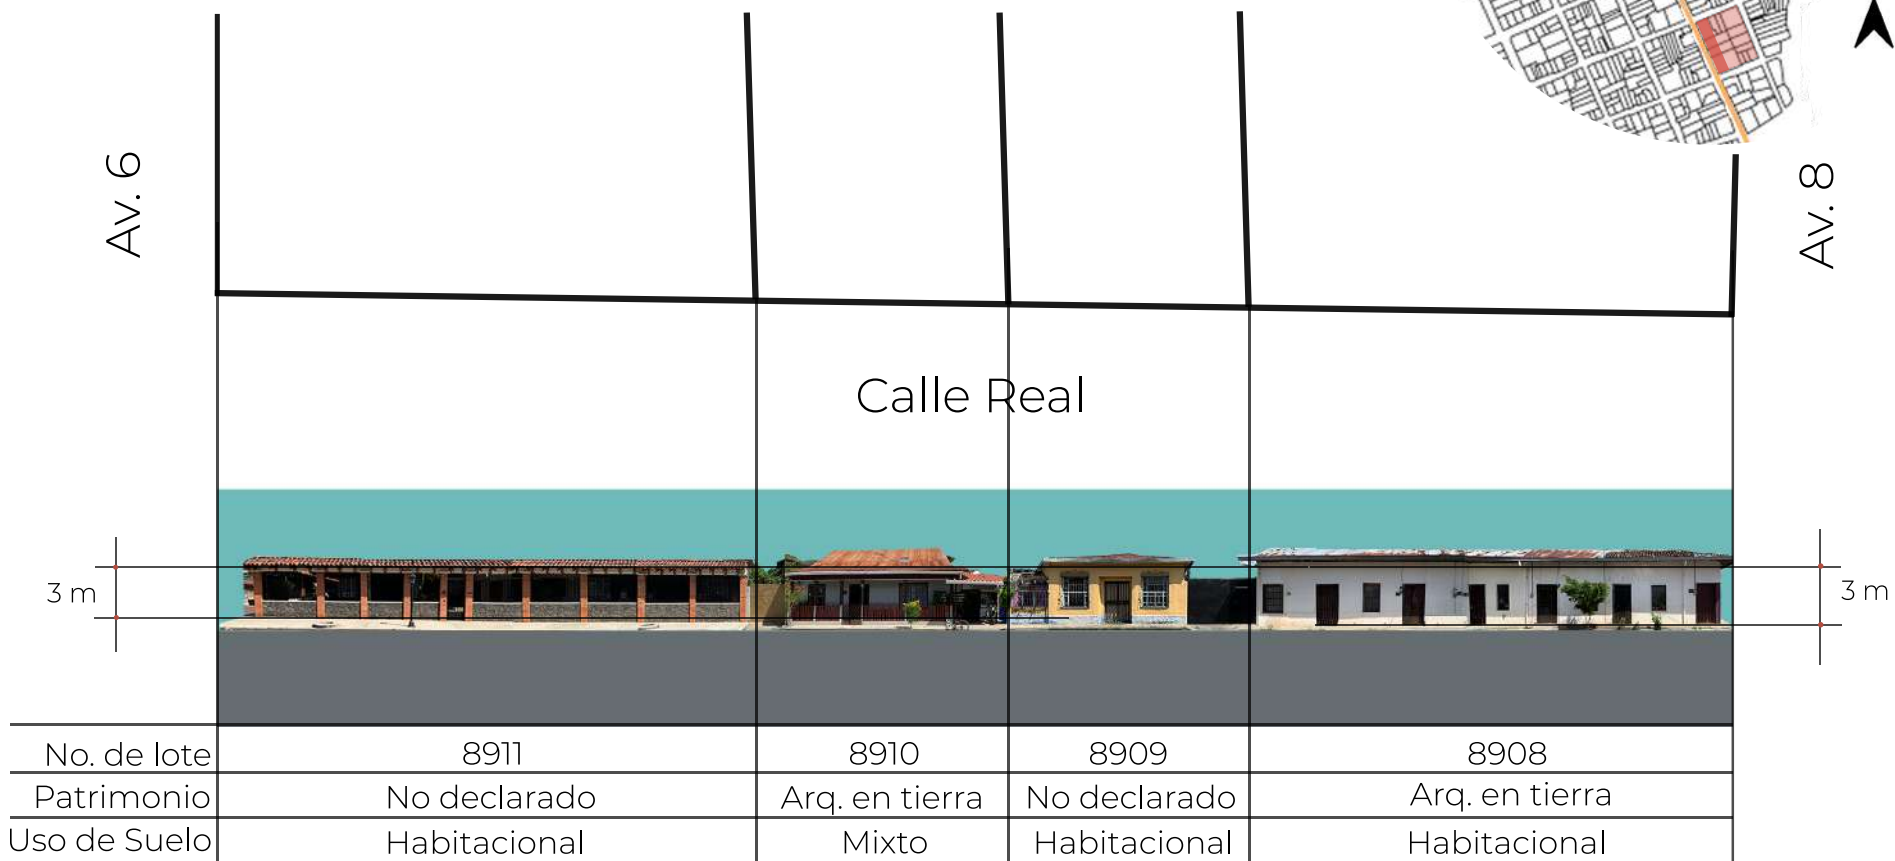 Av. 6
Av. 8
Calle Real
3 m
3 m
No. de lote 8911 8910 8909 8908
Patrimonio No declarado Arq. en tierra No declarado Arq. en tierra
Uso de Suelo Habitacional Mixto Habitacional Habitacional